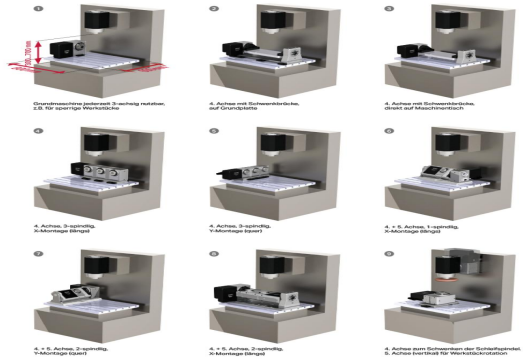 1
Grundmaschine jederzeit 3-achsig nutzbar,
z.B. für sperrige Werkstücke
2
4. Achse mit Schwenkbrücke,
auf Grundplatte
3
4. Achse mit Schwenkbrücke,
direkt auf Maschinentisch
4
4. Achse, 3-spindlig,
X-Montage (längs)
5
4. Achse, 3-spindlig,
Y-Montage (quer)
6
4. + 5. Achse, 1-spindlig,
X-Montage (längs)
7
4. + 5. Achse, 2-spindlig,
Y-Montage (quer)
8
4. + 5. Achse, 2-spindlig,
X-Montage (längs)
9
4. Achse zum Schwenken der Schleifspindel,
5. Achse (vertikal) für Werkstückrotation